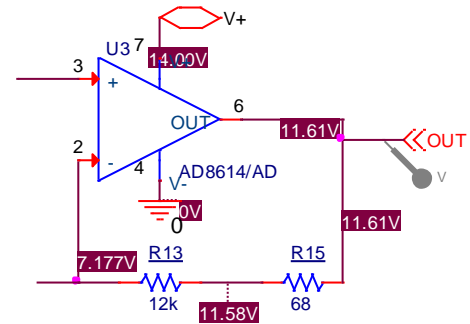 V+
U3
7
14.00V
V+
3
+
6
OUT
11.61V
OUT
2
-
4
V-
AD8614/AD
V
0V
0
11.61V
7.177V
R13
R15
12k
68
11.58V